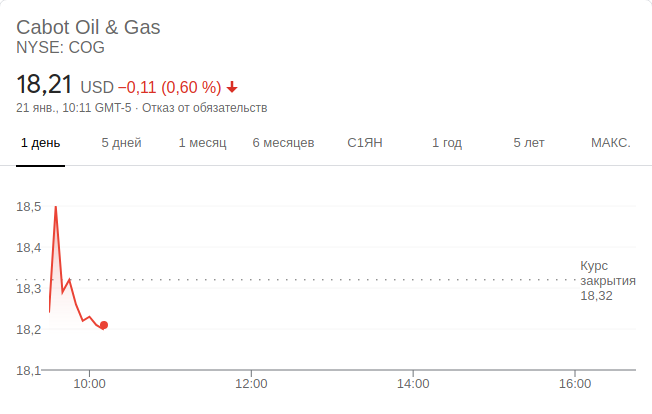 Cabot Oil & Gas
NYSE: COG
18,21 USD −0,11 (0,60 %)
21 янв., 10:11 GMT-5 · Отказ от обязательств
1 день 5 дней 1 месяц 6 месяцев С1ЯН 1 год 5 лет МАКС.
18,5
18,4
18,3
18,2
18,1
Курс
закрытия
18,32
10:00 12:00 14:00 16:00